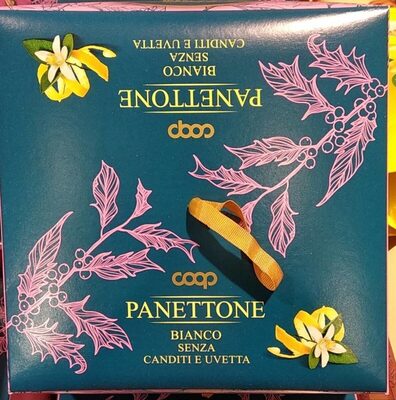 coop
PANETTONE
BIANCO
SENZA
CANDITI E UVETTA
coop
PANETTONE
BIANCO
SENZA
CANDITI E UVETTA